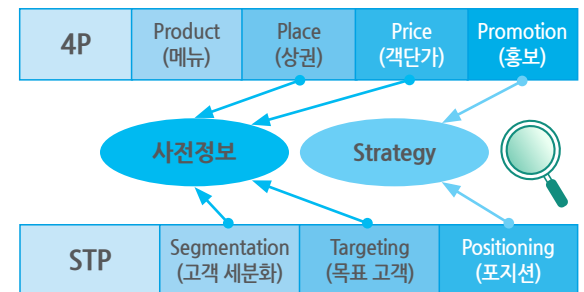 4P
Product
(메뉴)
Place
(상권)
Price
(객단가)
Promotion
(홍보)
사전정보
Strategy
STP
Segmentation
(고객 세분화)
Targeting
(목표 고객)
Positioning
(포지션)